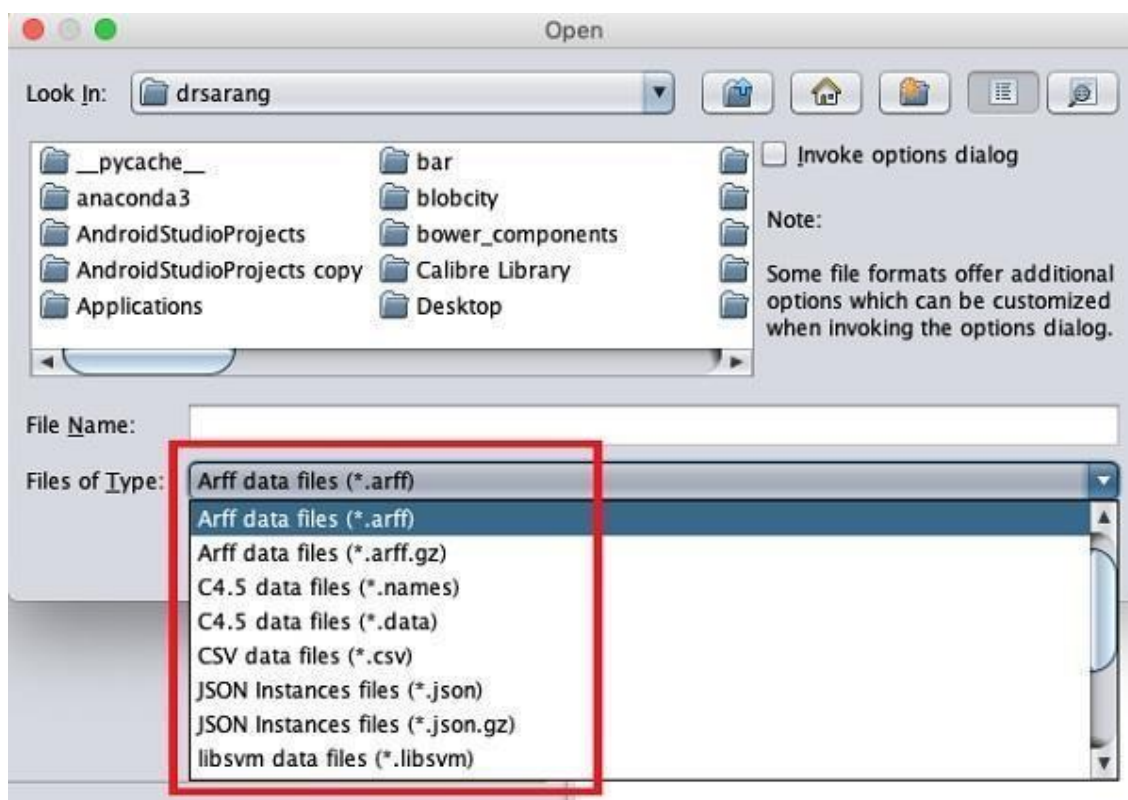 Open
Look In: drsarang
__pycache__ bar
anaconda3 blobcity
AndroidStudioProjects bower_components
AndroidStudioProjects copy Calibre Library
Applications Desktop
Invoke options dialog
Note:
Some file formats offer additional
options which can be customized
when invoking the options dialog.
File Name:
Files of Type: Arff data files (*.arff)
Arff data files (*.arff)
Arff data files (*.arff.gz)
C4.5 data files (*.names)
C4.5 data files (*.data)
CSV data files (*.csv)
JSON Instances files (*.json)
JSON Instances files (*.json.gz)
libsvm data files (*.libsvm)